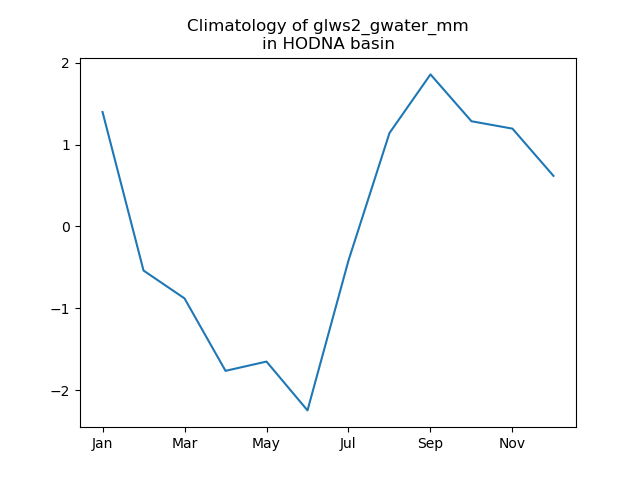 Climatology of glws2_gwater_mm
in HODNA basin
2
1
0
−1
−2
Jan
Mar
May
Jul
Sep
Nov